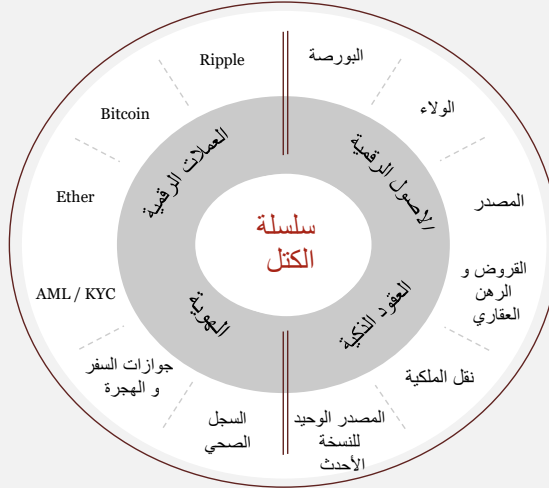 سلسلة
الكتل
العملات الرقمية
Ripple
Bitcoin
Ether
الاصول الرقمية
البورصة
الولاء
المصدر
العقود الذكية
القروض و
الرهن
العقاري
نقل الملكية
المصدر الوحيد
للنسخة
الأحدث
الهوية
AML / KYC
جوازات السفر
و الهجرة
السجل
الصحي